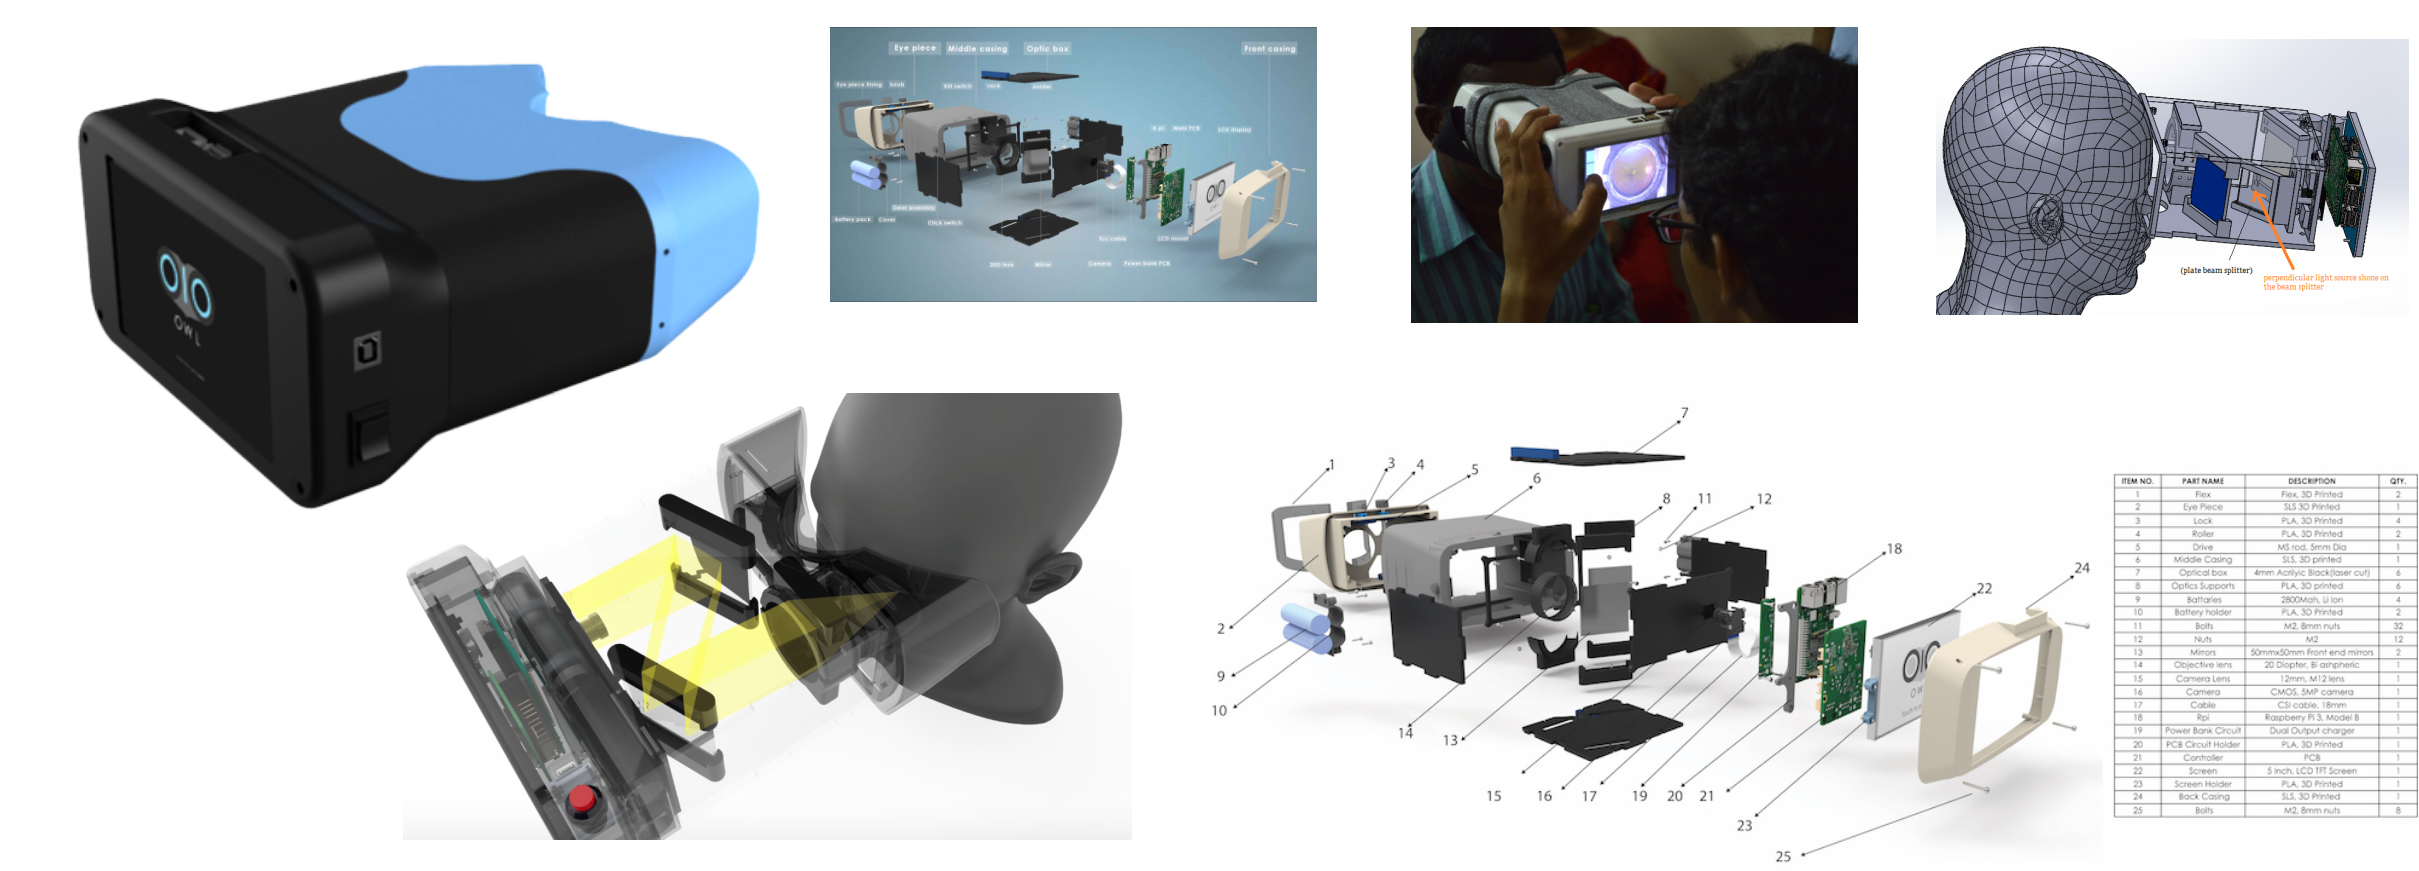 OWL
Eye piece
Middle casing
Optic box
Front casing
Eye piece fixing
knob
lock
holder
R pi
Main PCB
LCD display
Battery pack
Cover
Gear assembly
Click switch
20D lens
Mirror
Camera
Power bank PCB
LCD mount
(plate beam splitter)
perpendicular light source shone on
the beam splitter
1
2
3
4
5
6
7
8
9
10
11
12
13
14
15
16
17
18
19
20
21
22
23
24
25
OWL
ITEM NO. PART NAME DESCRIPTION QTY.
1 Flex Flex, 3D Printed 2
2 Eye Piece SLS 3D Printed 1
3 Lock PLA, 3D Printed 4
4 Roller PLA, 3D Printed 2
5 Drive MS rod, 5mm Dia 1
6 Middle Casing SLS, 3D printed 1
7 Optical box 4mm Acrilyic Black(laser cut) 6
8 Optics Supports PLA, 3D printed 6
9 Battaries 2800Mah, Li Ion 4
10 Battery holder PLA, 3D Printed 2
11 Bolts M2, 8mm nuts 32
12 Nuts M2 12
13 Mirrors 50mmx50mm Front end mirrors 2
14 Objective lens 20 Diopter, Bi ashpheric 1
15 Camera Lens 12mm, M12 lens 1
16 Camera CMOS, 5MP camera 1
17 Cable CSI cable, 18mm 1
18 Rpi Raspberry Pi 3, Model B 1
19 Power Bank Circuit Dual Output charger 1
20 PCB Circuit Holder PLA, 3D Printed 1
21 Controller PCB 1
22 Screen 5 Inch, LCD TFT Screen 1
23 Screen Holder PLA, 3D Printed 1
24 Back Casing SLS, 3D Printed 1
25 Bolts M2, 8mm nuts 8